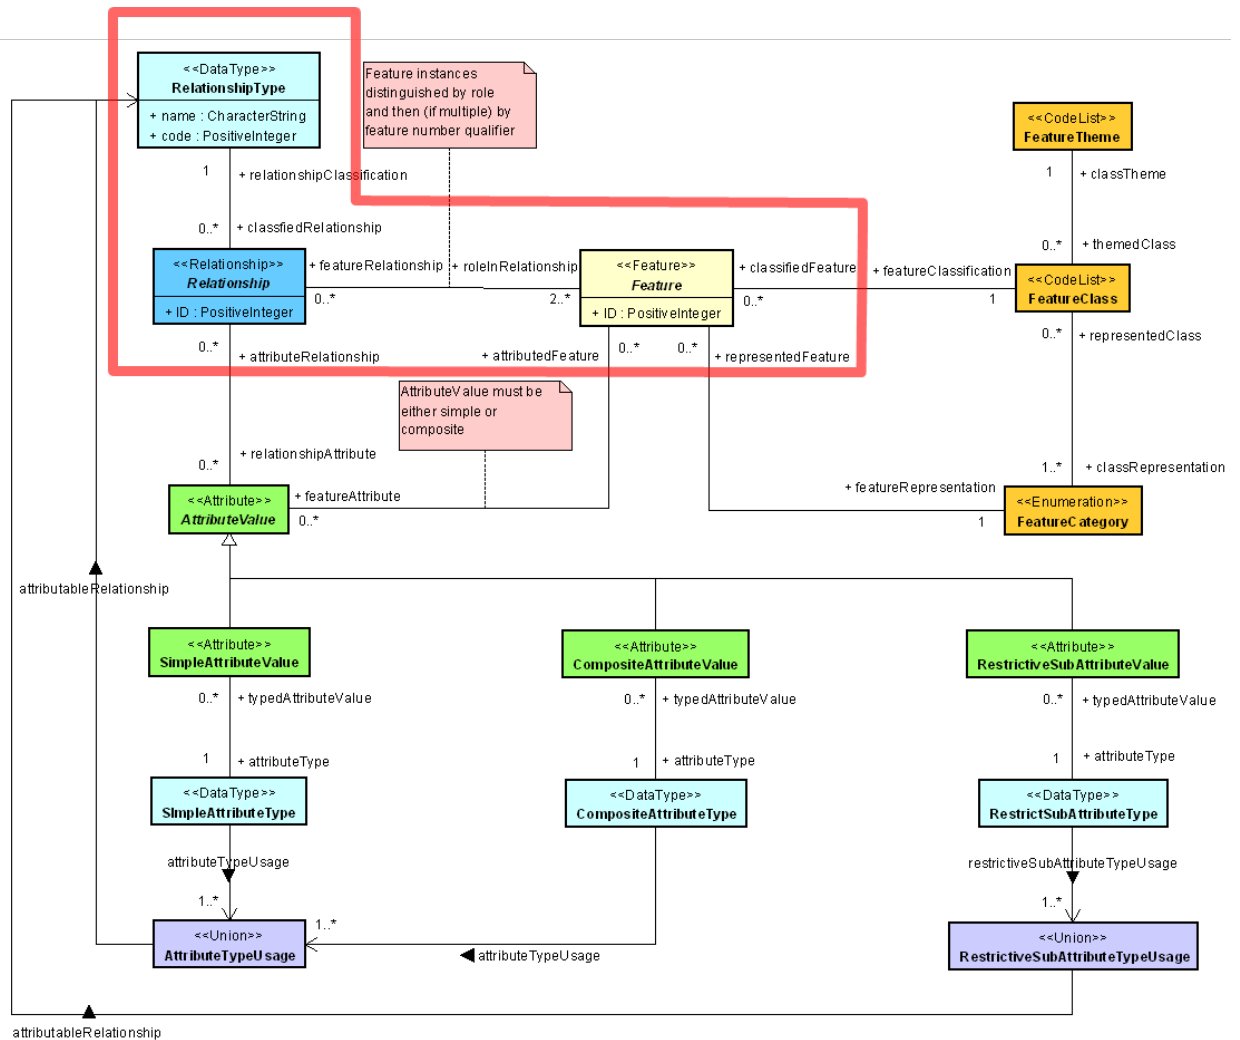 <<DataType>>
RelationshipType
+ name : CharacterString
+ code : PositiveInteger
Feature instances
distinguished by role
and then (if multiple) by
feature number qualifier
<<CodeList>>
FeatureTheme
1
+ relationshipClassification
1
+ classTheme
0..*
+ classfiedRelationship
0..*
+ themedClass
<<Relationship>>
Relationship
+ ID : PositiveInteger
+ featureRelationship
0..*
+ roleInRelationship
2..*
<<Feature>>
Feature
+ ID : PositiveInteger
+ classifiedFeature
0..*
+ featureClassification
1
<<CodeList>>
FeatureClass
0..*
+ attributeRelationship
+ attributedFeature
0..*
0..*
+ representedFeature
0..*
+ representedClass
AttributeValue must be
either simple or
composite
0..*
+ relationshipAttribute
1..*
+ classRepresentation
<<Attribute>>
AttributeValue
+ featureAttribute
0..*
+ featureRepresentation
1
<<Enumeration>>
FeatureCategory
attributableRelationship
<<Attribute>>
SimpleAttributeValue
<<Attribute>>
CompositeAttributeValue
<<Attribute>>
RestrictiveSubAttributeValue
0..*
+ typedAttributeValue
0..*
+ typedAttributeValue
0..*
+ typedAttributeValue
1
+ attributeType
1
+ attributeType
1
+ attributeType
<<DataType>>
SImpleAttributeType
<<DataType>>
CompositeAttributeType
<<DataType>>
RestrictSubAttributeType
attributeTypeUsage
restrictiveSubAttributeTypeUsage
1..*
1..*
1..*
<<Union>>
AttributeTypeUsage
attributeTypeUsage
<<Union>>
RestrictiveSubAttributeTypeUsage
attributableRelationship